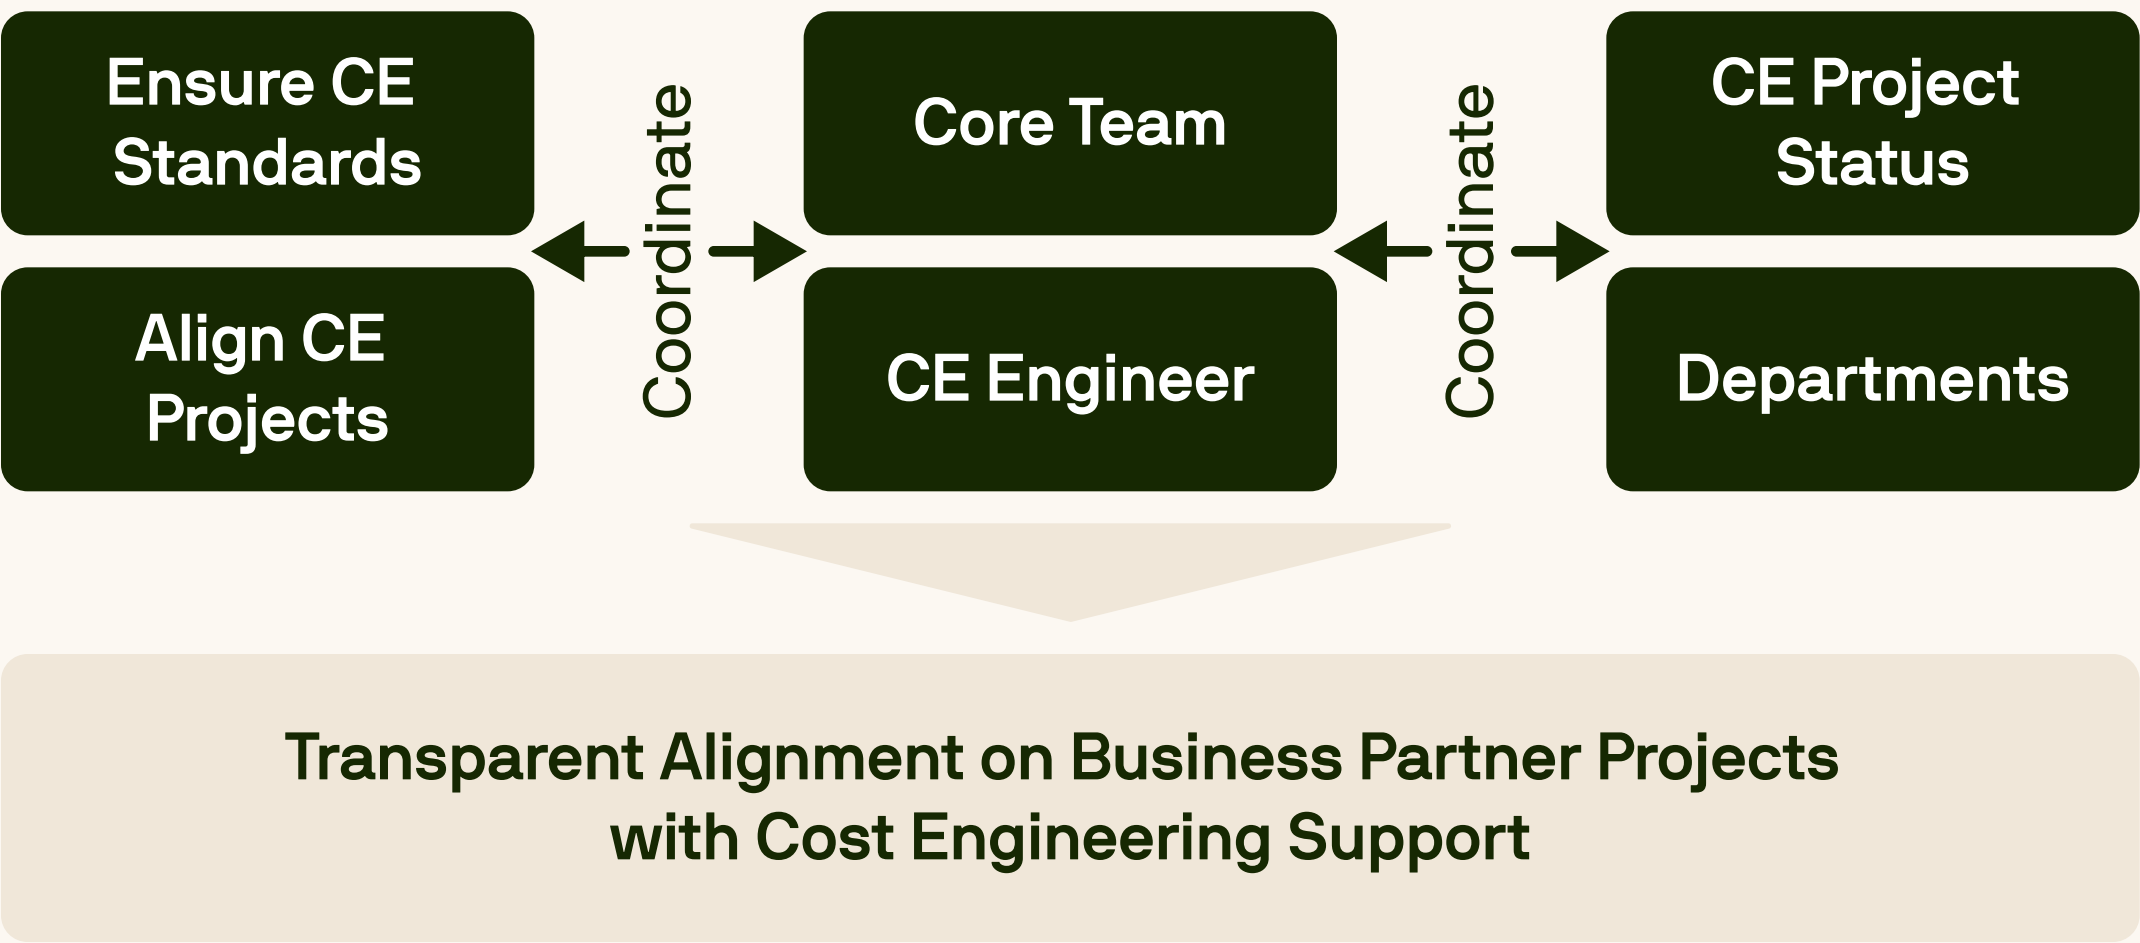 Ensure CE
Standards
Align CE
Projects
Coordinate
Core Team
CE Engineer
Coordinate
CE Project
Status
Departments
Transparent Alignment on Business Partner Projects
with Cost Engineering Support